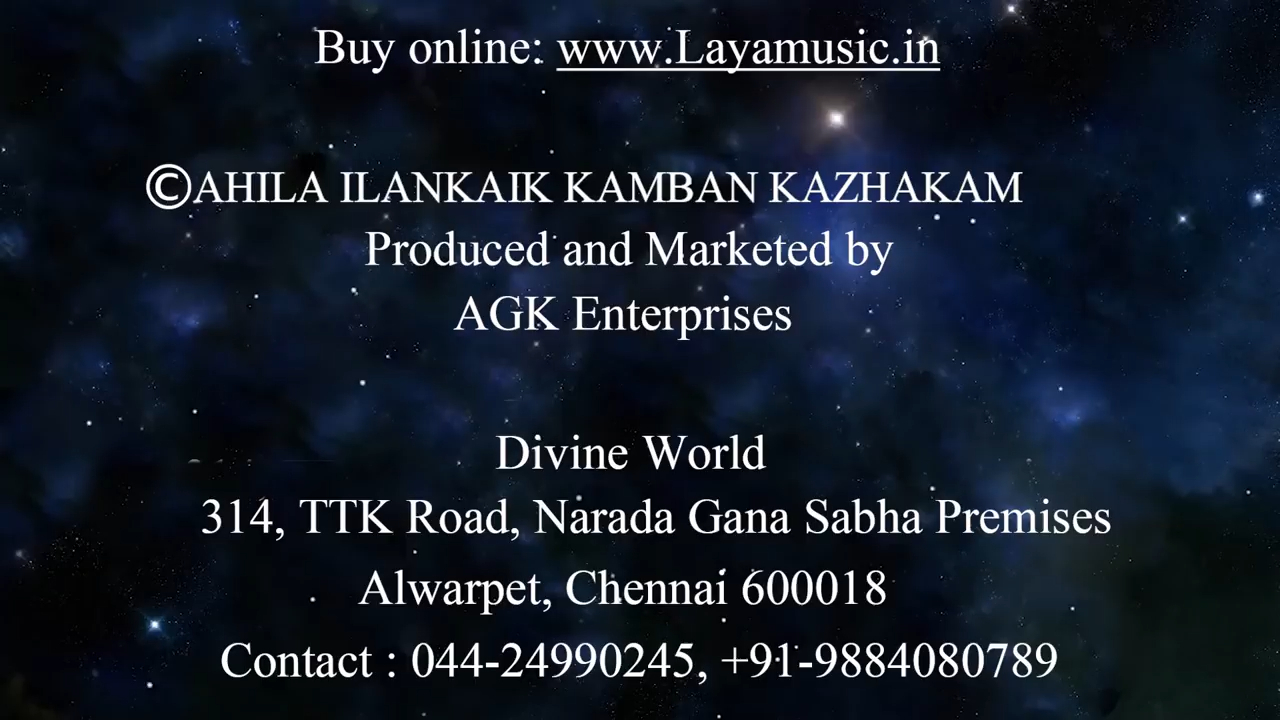 Buy online: www.Layamusic.in
©AHILA ILANKAIK KAMBAN KAZHAKAM
Produced and Marketed by
AGK Enterprises
Divine World
314, TTK Road, Narada Gana Sabha Premises
Alwarpet, Chennai 600018
Contact : 044-24990245, +91-9884080789